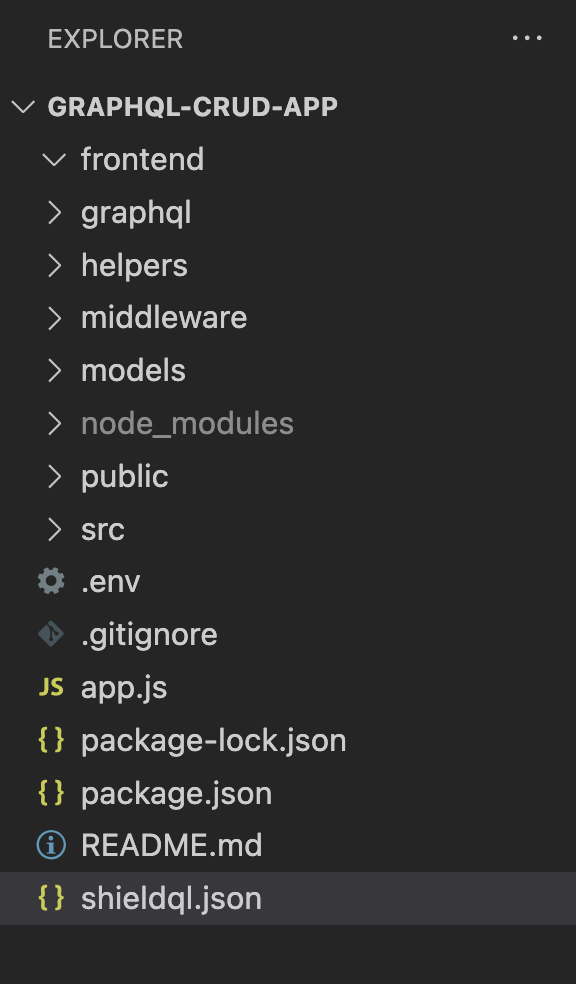 EXPLORER
GRAPHQL-CRUD-APP
frontend
graphql
helpers
middleware
models
node_modules
public
src
.env
.gitignore
JS app.js
{} package-lock.json
{} package.json
README.md
{} shieldql.json